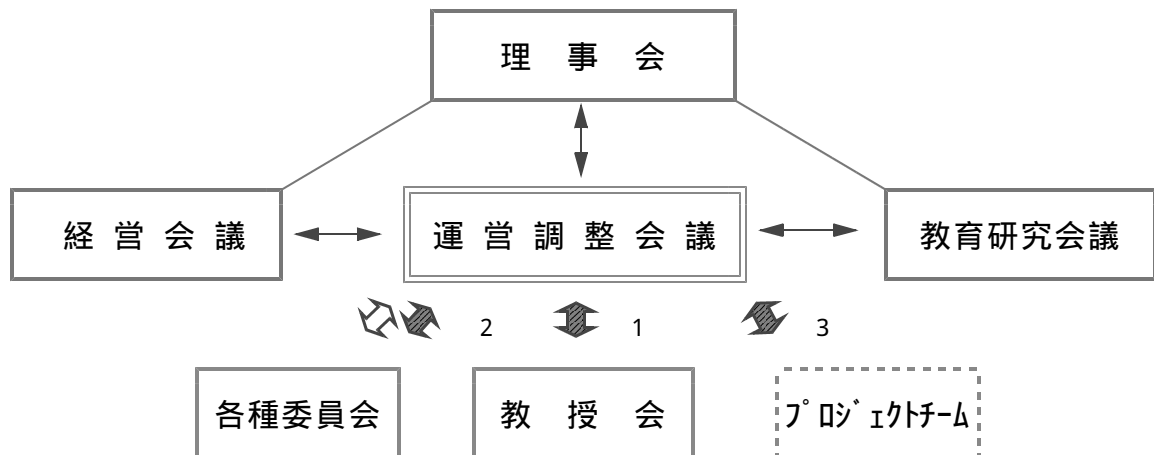 理 事 会
経 営 会 議
運 営 調 整 会 議
教育研究会議
2
1
3
各種委員会
教 授 会
ﾌﾟﾛｼﾞｪｸﾄﾁｰﾑ